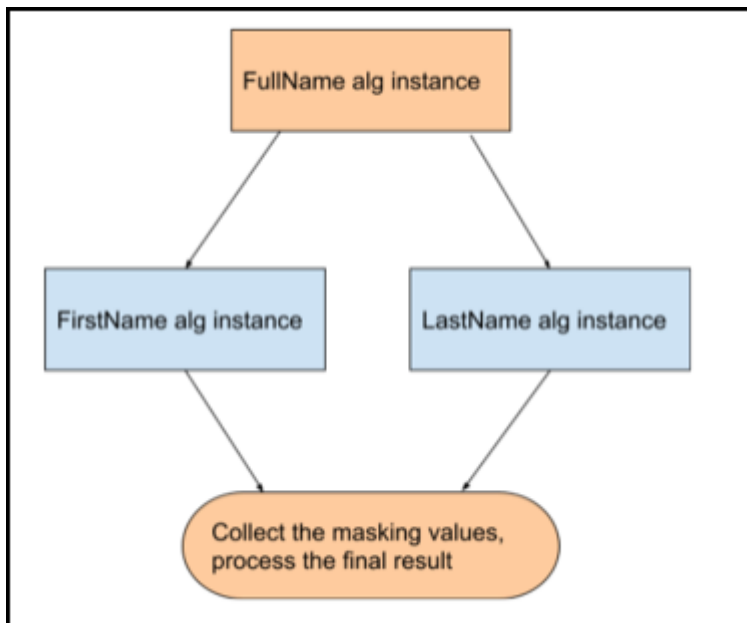 FullName alg instance
FirstName alg instance
LastName alg instance
Collect the masking values,
process the final result